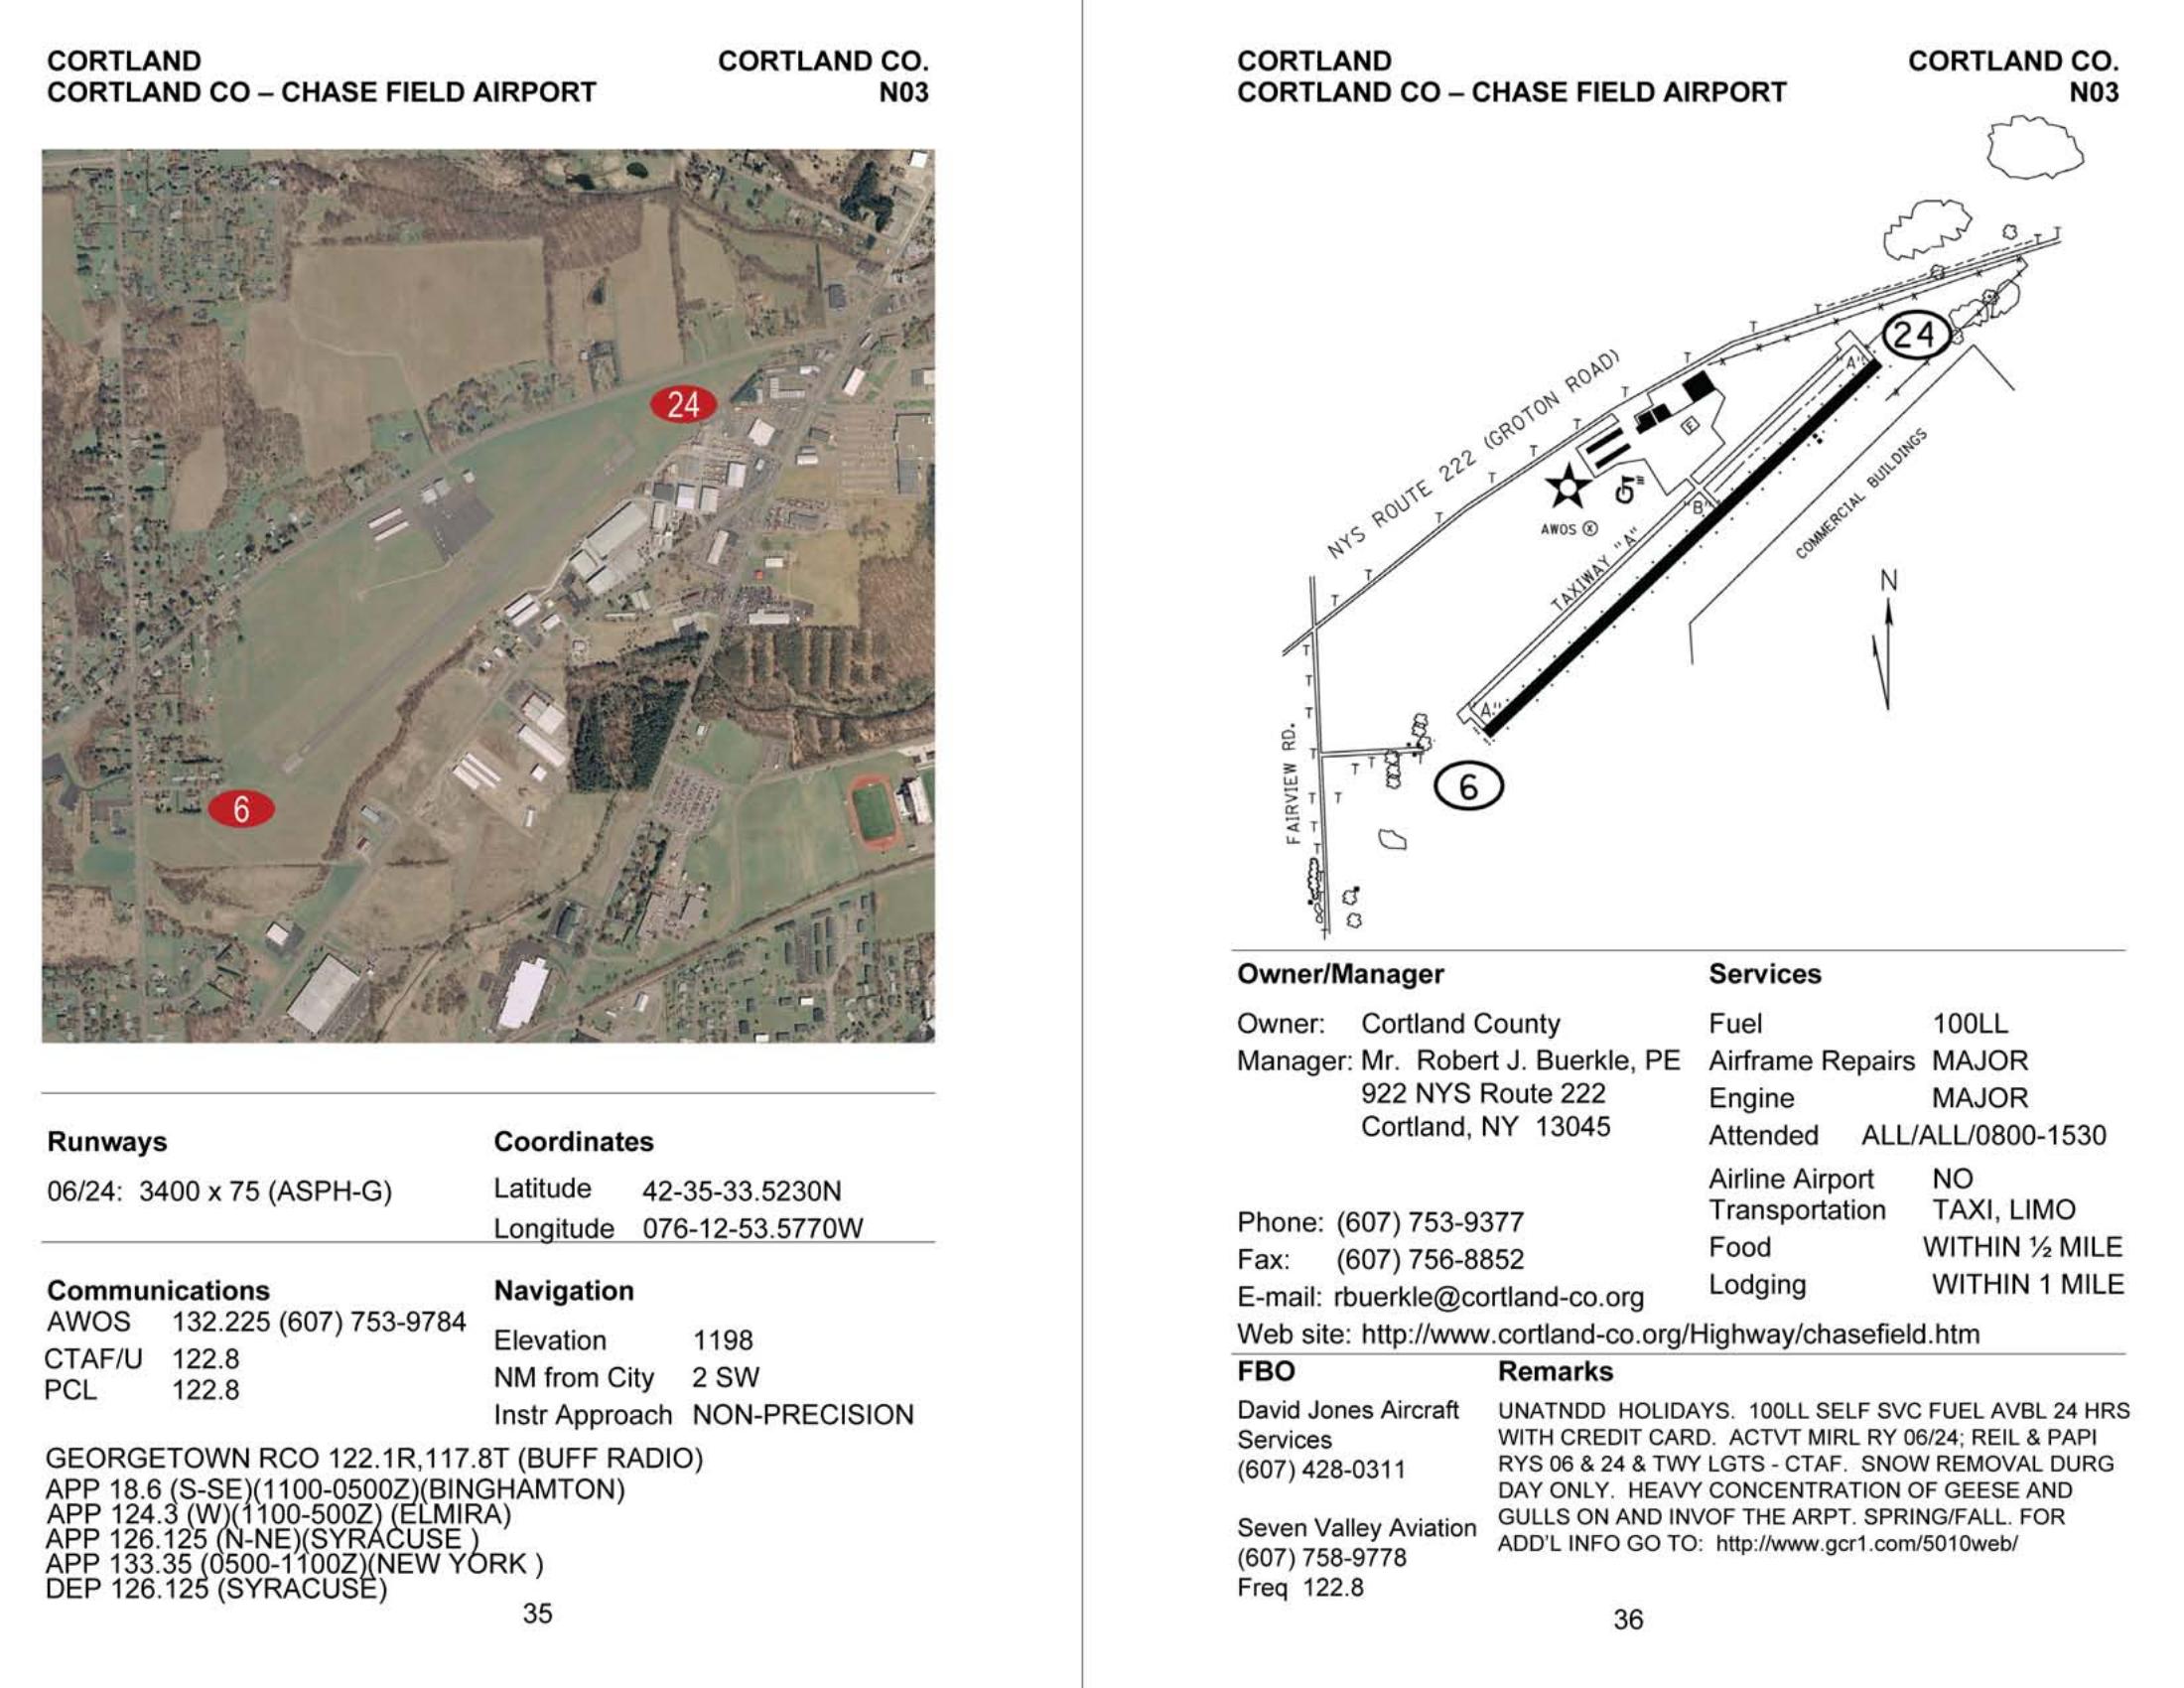 CORTLAND CORTLAND CO.
CORTLAND CO – CHASE FIELD AIRPORT N03
24
6
Runways
06/24: 3400 x 75 (ASPH-G)
Coordinates
Latitude 42-35-33.5230N
Longitude 076-12-53.5770W
Communications
AWOS 132.225 (607) 753-9784
CTAF/U 122.8
PCL 122.8
Navigation
Elevation 1198
NM from City 2 SW
Instr Approach NON-PRECISION
GEORGETOWN RCO 122.1R,117.8T (BUFF RADIO)
APP 18.6 (S-SE)(1100-0500Z)(BINGHAMTON)
APP 124.3 (W)(1100-500Z) (ELMIRA)
APP 126.125 (N-NE)(SYRACUSE )
APP 133.35 (0500-1100Z)(NEW YORK )
DEP 126.125 (SYRACUSE)
35
CORTLAND CORTLAND CO.
CORTLAND CO – CHASE FIELD AIRPORT N03
24
"A"
NYS ROUTE 222 (GROTON ROAD)
E
"B"
AWOS X
TAXIWAY "A"
COMMERCIAL BUILDINGS
N
"A"
FAIRVIEW RD.
6
Owner/Manager
Owner: Cortland County
Manager: Mr. Robert J. Buerkle, PE
922 NYS Route 222
Cortland, NY 13045
Phone: (607) 753-9377
Fax: (607) 756-8852
E-mail: rbuerkle@cortland-co.org
Web site: http://www.cortland-co.org/Highway/chasefield.htm
Services
Fuel 100LL
Airframe Repairs MAJOR
Engine MAJOR
Attended ALL/ALL/0800-1530
Airline Airport NO
Transportation TAXI, LIMO
Food WITHIN ½ MILE
Lodging WITHIN 1 MILE
FBO
David Jones Aircraft
Services
(607) 428-0311
Seven Valley Aviation
(607) 758-9778
Freq 122.8
Remarks
UNATNDD HOLIDAYS. 100LL SELF SVC FUEL AVBL 24 HRS
WITH CREDIT CARD. ACTVT MIRL RY 06/24; REIL & PAPI
RYS 06 & 24 & TWY LGTS - CTAF. SNOW REMOVAL DURG
DAY ONLY. HEAVY CONCENTRATION OF GEESE AND
GULLS ON AND INVOF THE ARPT. SPRING/FALL. FOR
ADD'L INFO GO TO: http://www.gcr1.com/5010web/
36